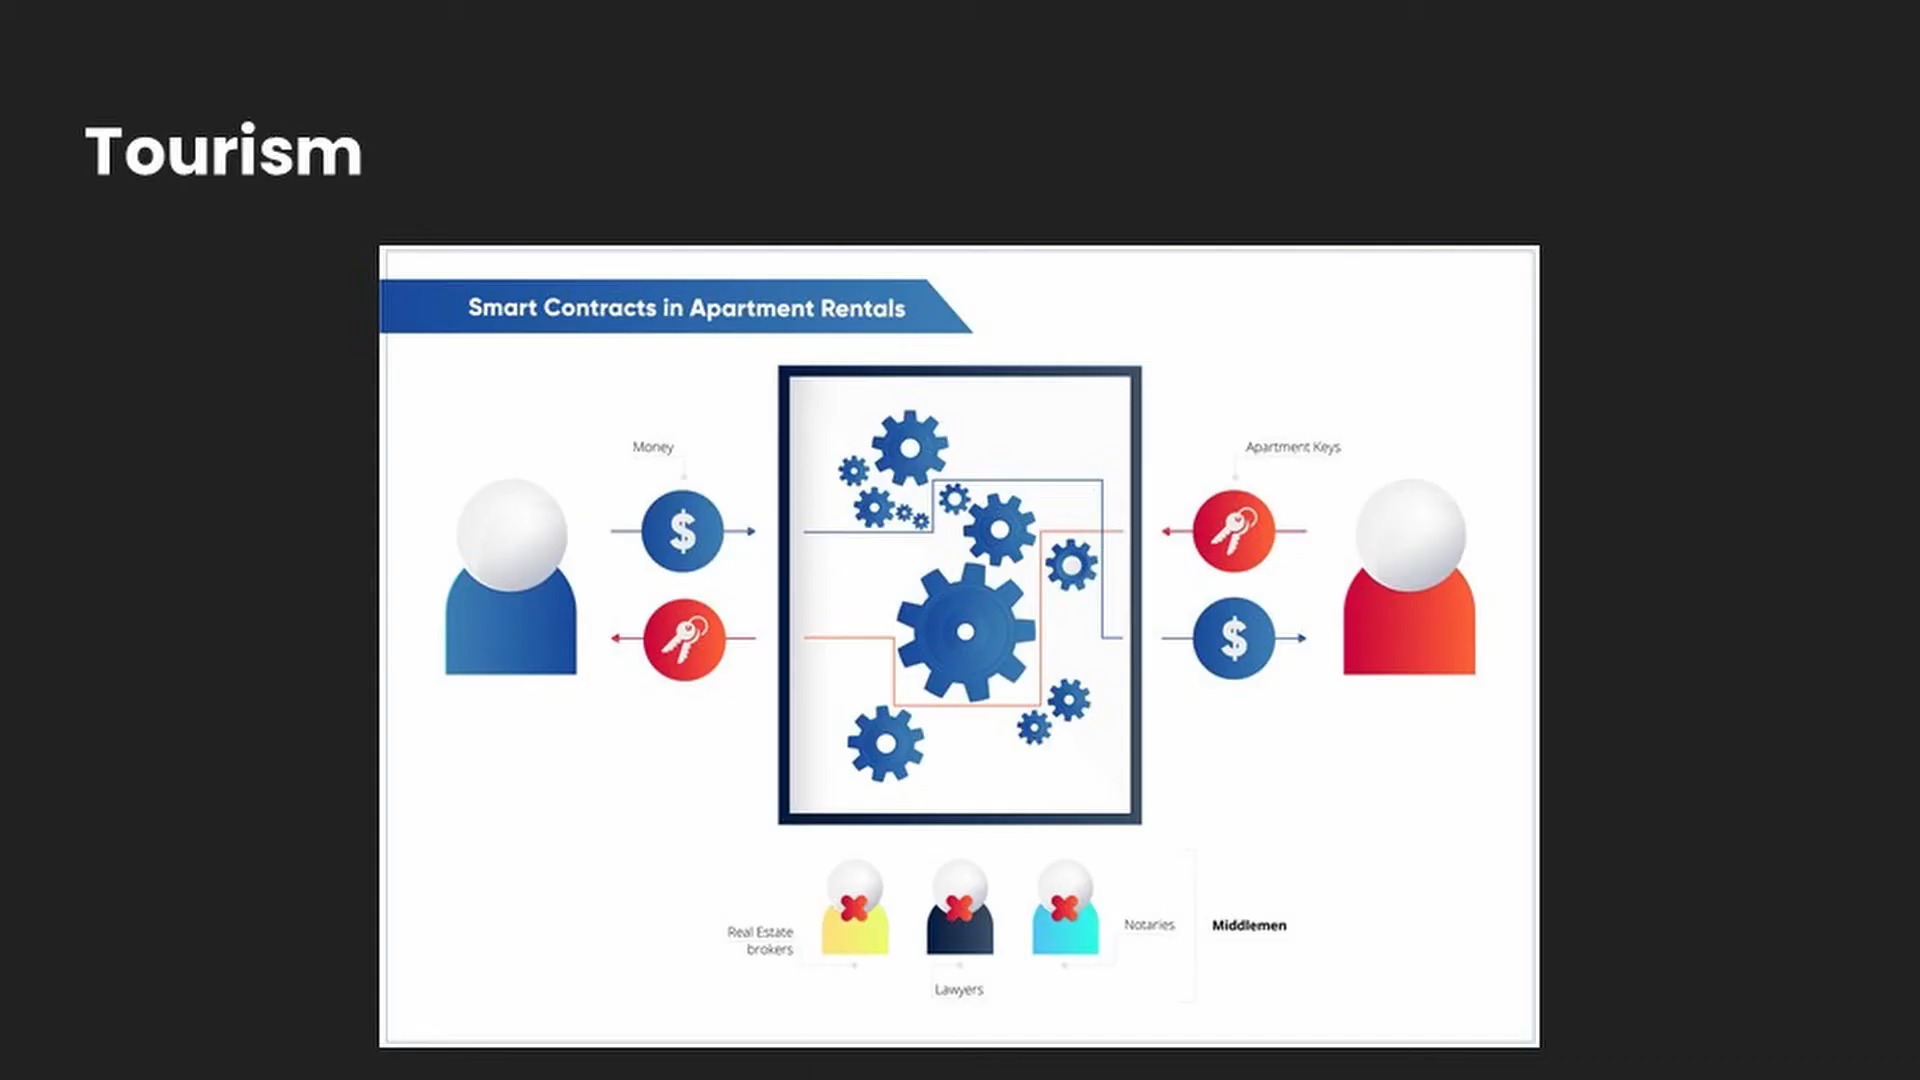 Tourism
Smart Contracts in Apartment Rentals
Money
Apartment Keys
$
$
Real Estate
brokers
Lawyers
Notaries
Middlemen